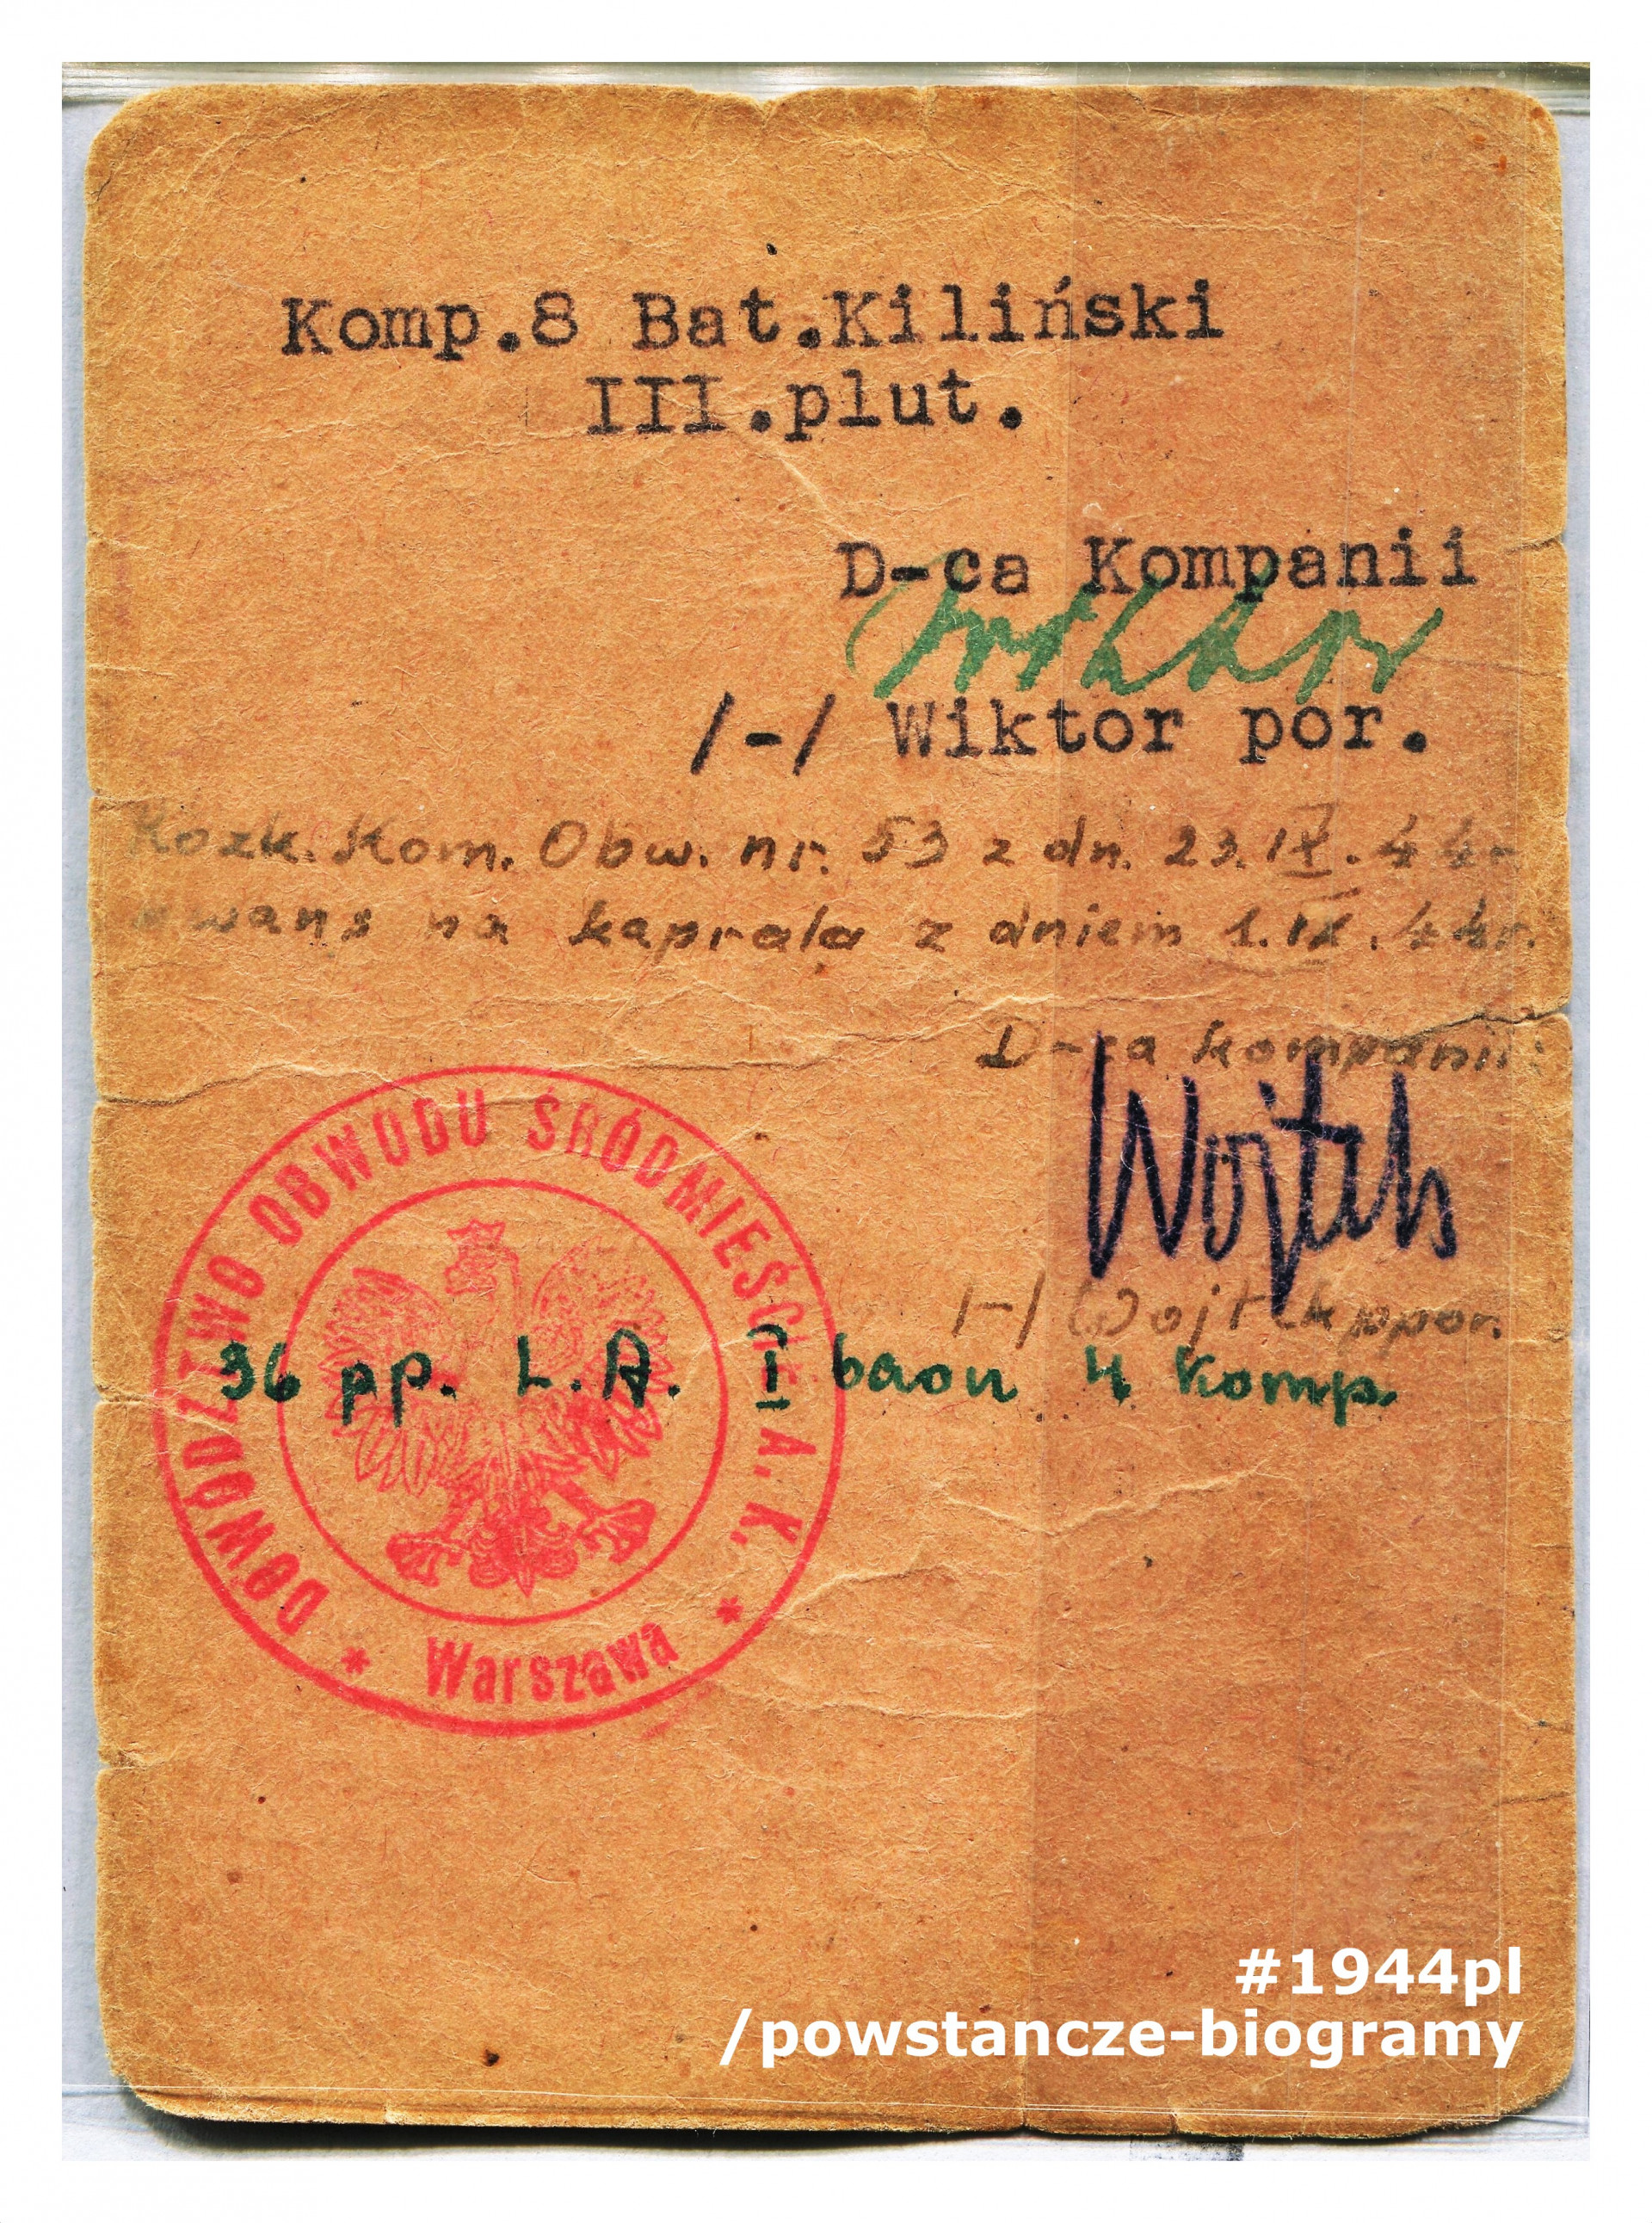 Komp.8 Bat.Kiliński
III.plut.
D-ca Kompanii
Wiktor
/-/ Wiktor por.
Rozk. Kom. Obw. nr. 53 z dn. 23.IX.44-
awans na kaprala z dniem 1.IX.44r.
D-ca kompanii:
Wojtek
/-/ Wojtek ppor.
DOWÓDZTWO OBWODU ŚRÓDMIEŚCIE A.K.
36 pp. L.A. I baon 4 komp.
* Warszawa *
#1944pl
/powstancze-biogramy